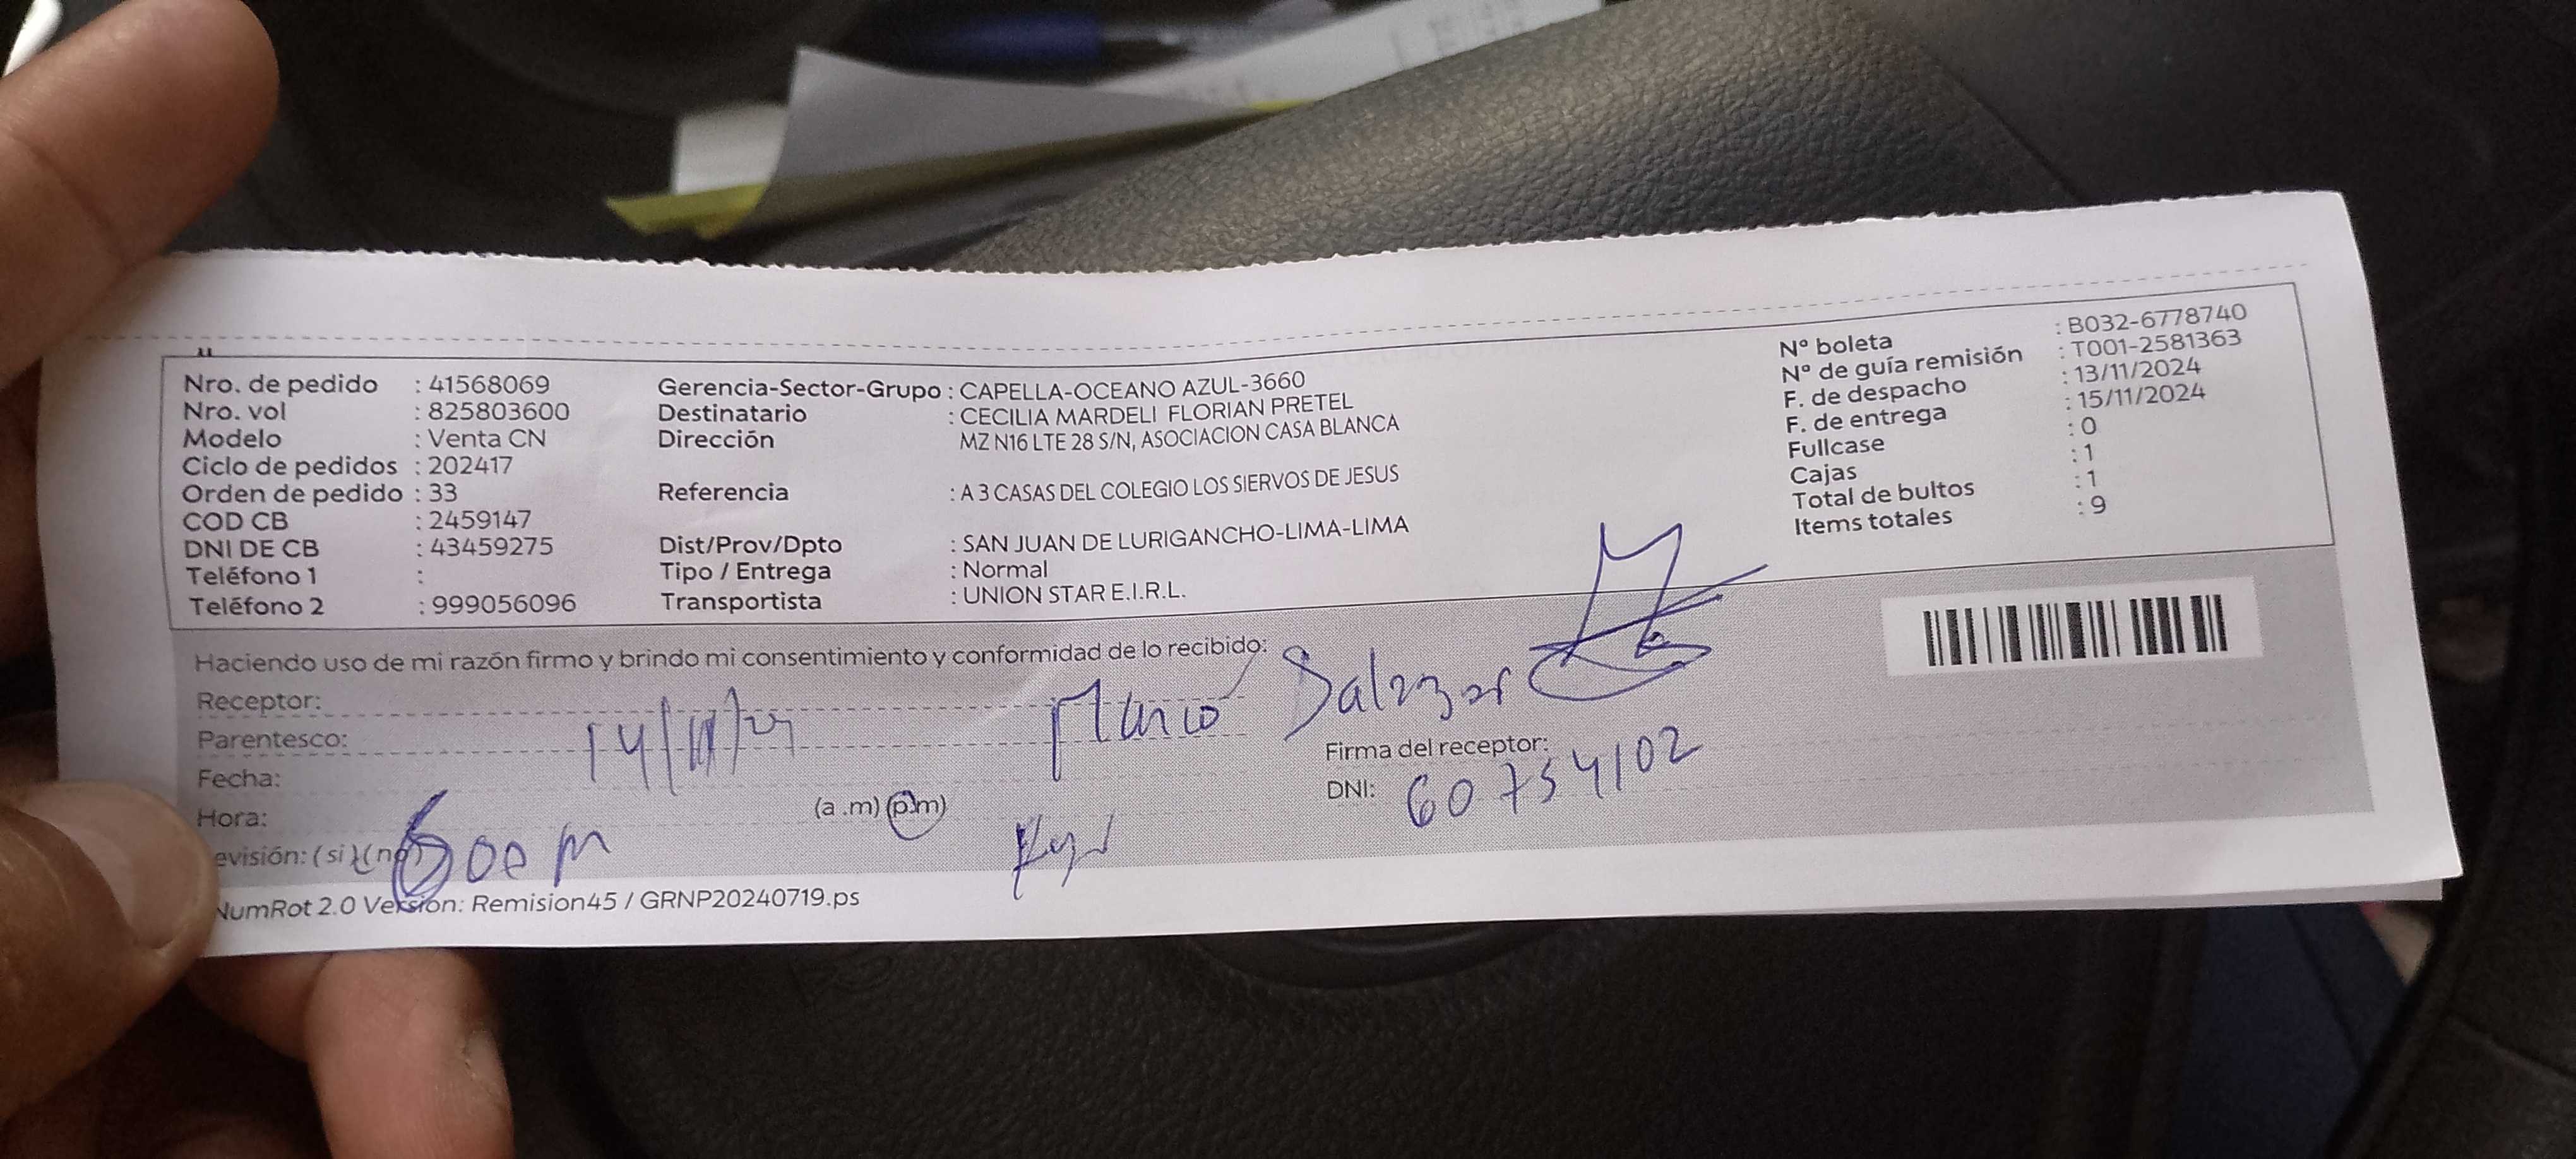 Nro. de pedido : 41568069
Nro. vol : 825803600
Modelo : Venta CN
Ciclo de pedidos : 202417
Orden de pedido : 33
COD CB : 2459147
DNI DE CB : 43459275
Teléfono 1 :
Teléfono 2 : 999056096
Gerencia-Sector-Grupo : CAPELLA-OCEANO AZUL-3660
Destinatario : CECILIA MARDELI FLORIAN PRETEL
Dirección MZ N16 LTE 28 S/N, ASOCIACION CASA BLANCA
Referencia : A 3 CASAS DEL COLEGIO LOS SIERVOS DE JESUS
Dist/Prov/Dpto : SAN JUAN DE LURIGANCHO-LIMA-LIMA
Tipo / Entrega : Normal
Transportista : UNION STAR E.I.R.L.
N° boleta : B032-6778740
N° de guía remisión : T001-2581363
F. de despacho : 13/11/2024
F. de entrega : 15/11/2024
Fullcase : 0
Cajas : 1
Total de bultos : 1
Items totales : 9
Haciendo uso de mi razón firmo y brindo mi consentimiento y conformidad de lo recibido:
Receptor: Marco Salazar
Parentesco:
Fecha: 14/11/24
Hora: (a .m) (p.m)
Firma del receptor:
DNI: 60754102
evisión: (si) (no)
NumRot 2.0 Versión: Remision45 / GRNP20240719.ps